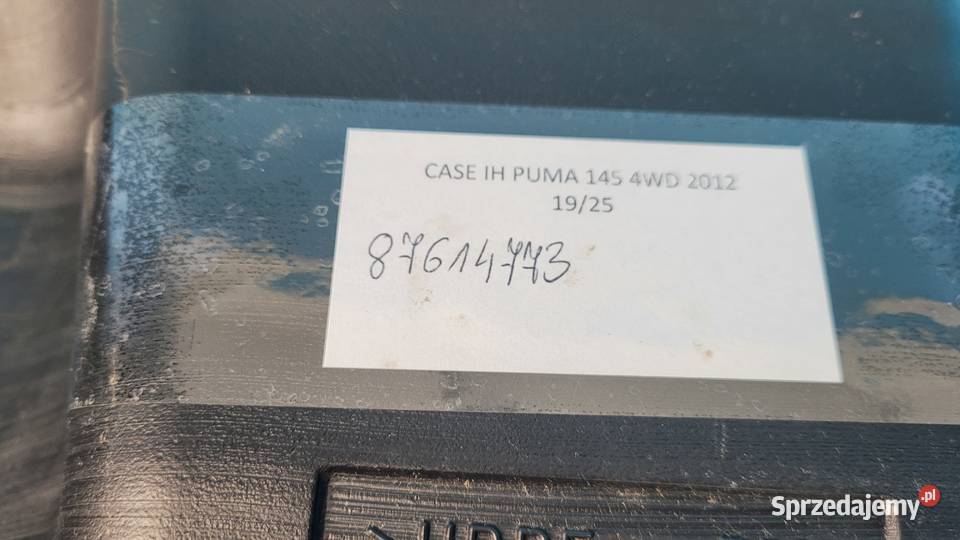 CASE IH PUMA 145 4WD 2012
19/25
87614773
Sprzedajemy.pl